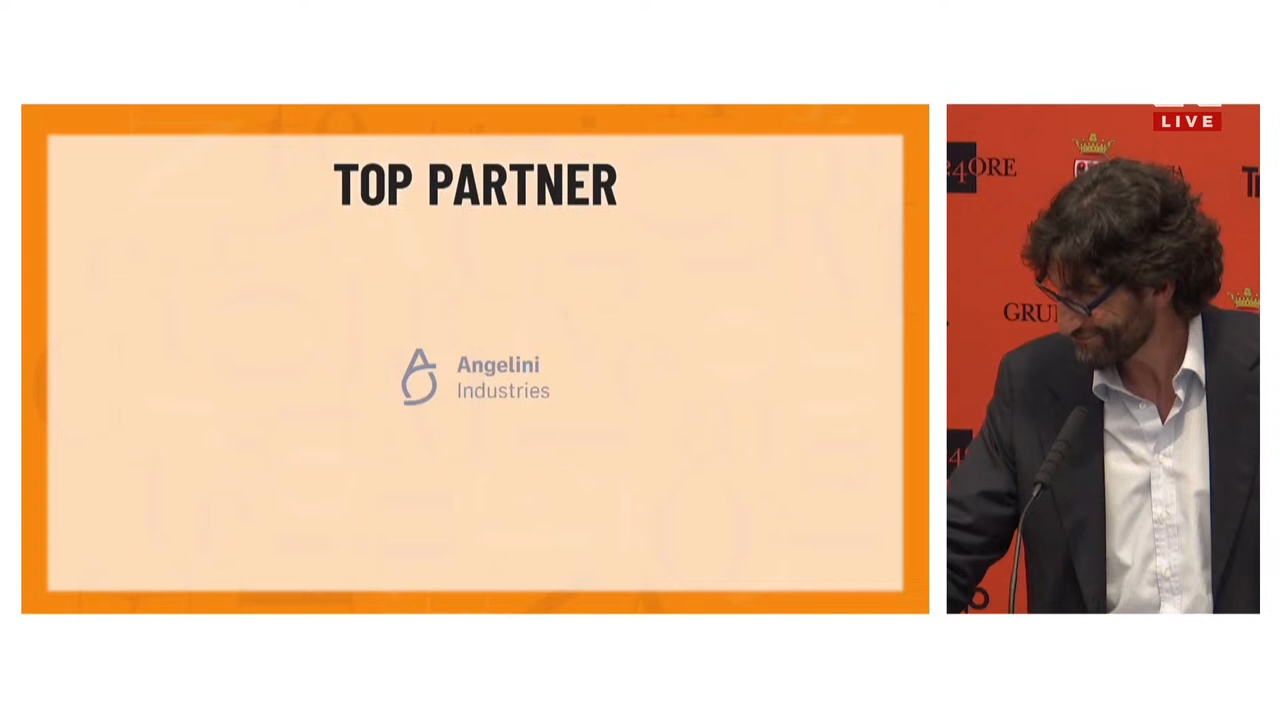 TOP PARTNER
Angelini
Industries
LIVE
24ORE
GRU